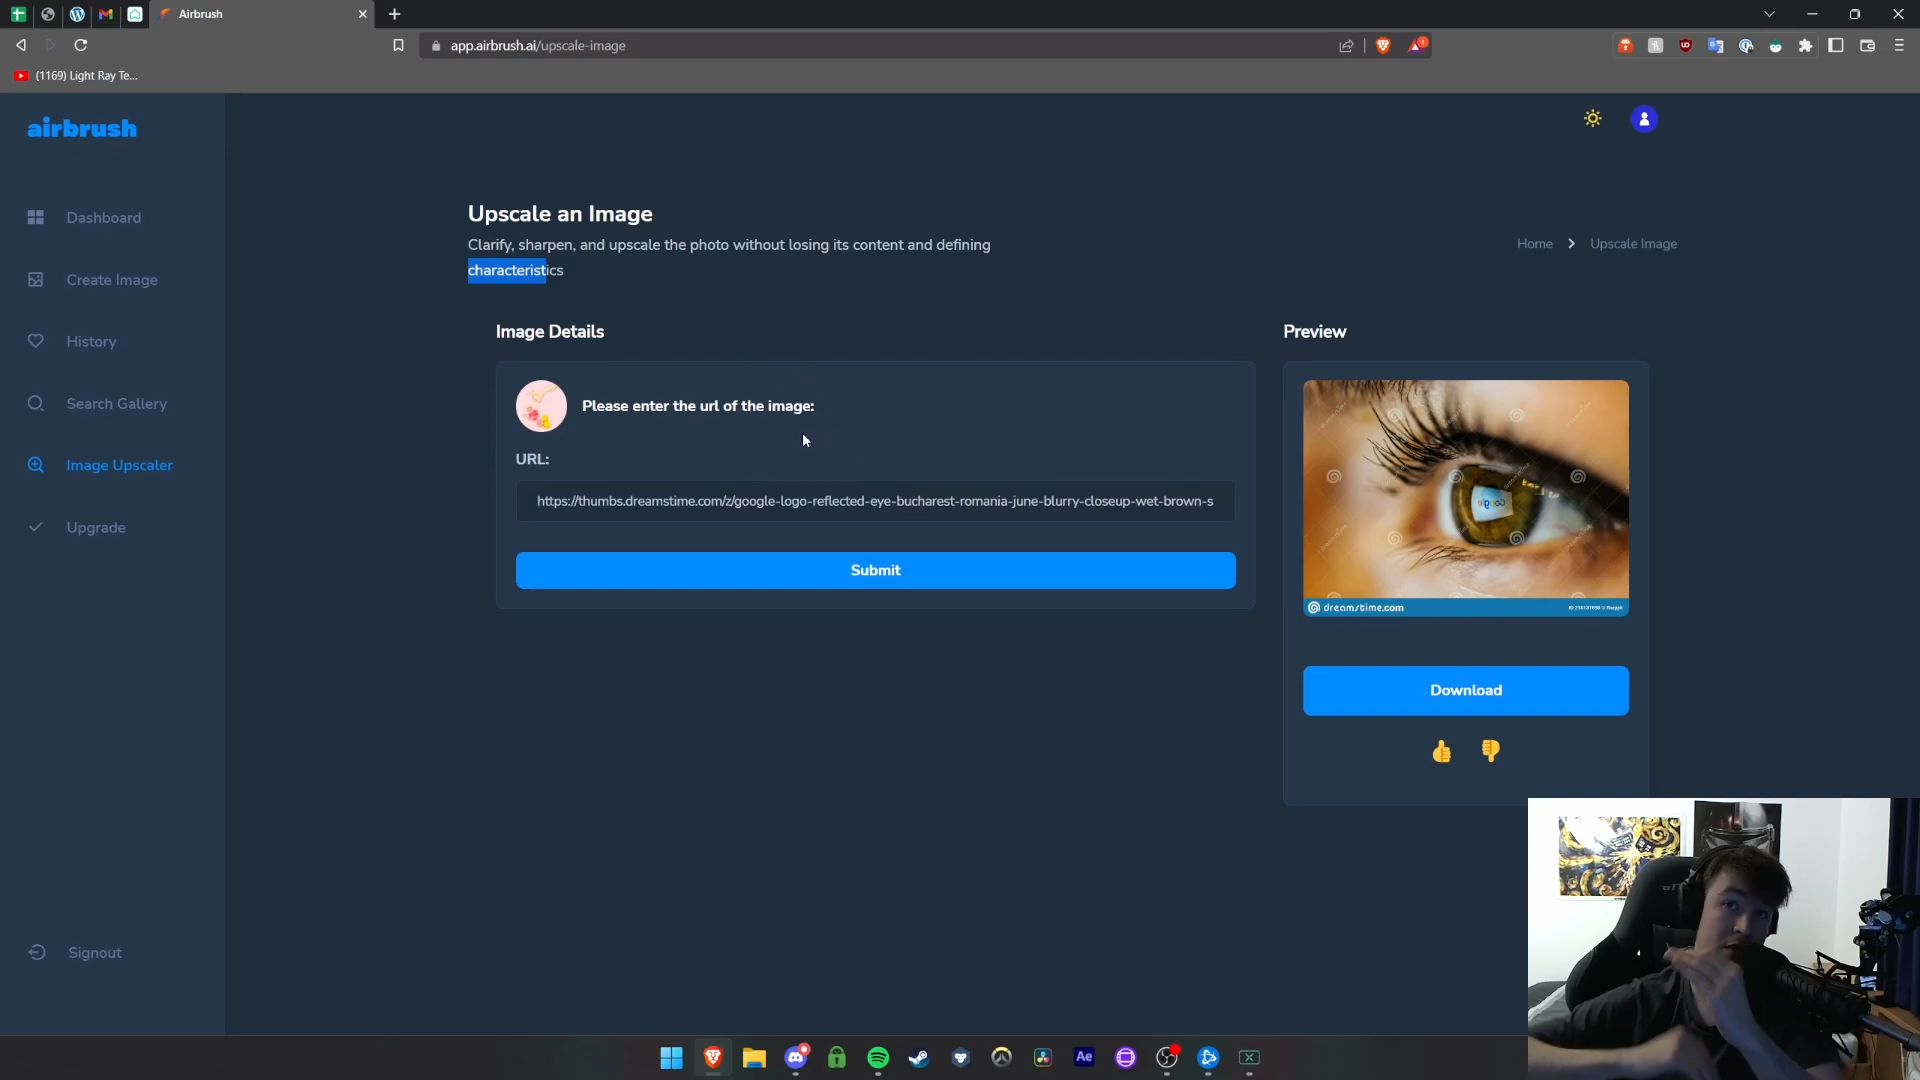 Airbrush
app.airbrush.ai/upscale-image
(1169) Light Ray Te...
airbrush
Dashboard
Create Image
History
Search Gallery
Image Upscaler
Upgrade
Signout
Upscale an Image
Clarify, sharpen, and upscale the photo without losing its content and defining
characteristics
Home
Upscale Image
Image Details
Please enter the url of the image:
URL:
https://thumbs.dreamstime.com/z/google-logo-reflected-eye-bucharest-romania-june-blurry-closeup-wet-brown-s
Submit
Preview
dreamstime.com
Download
Ae